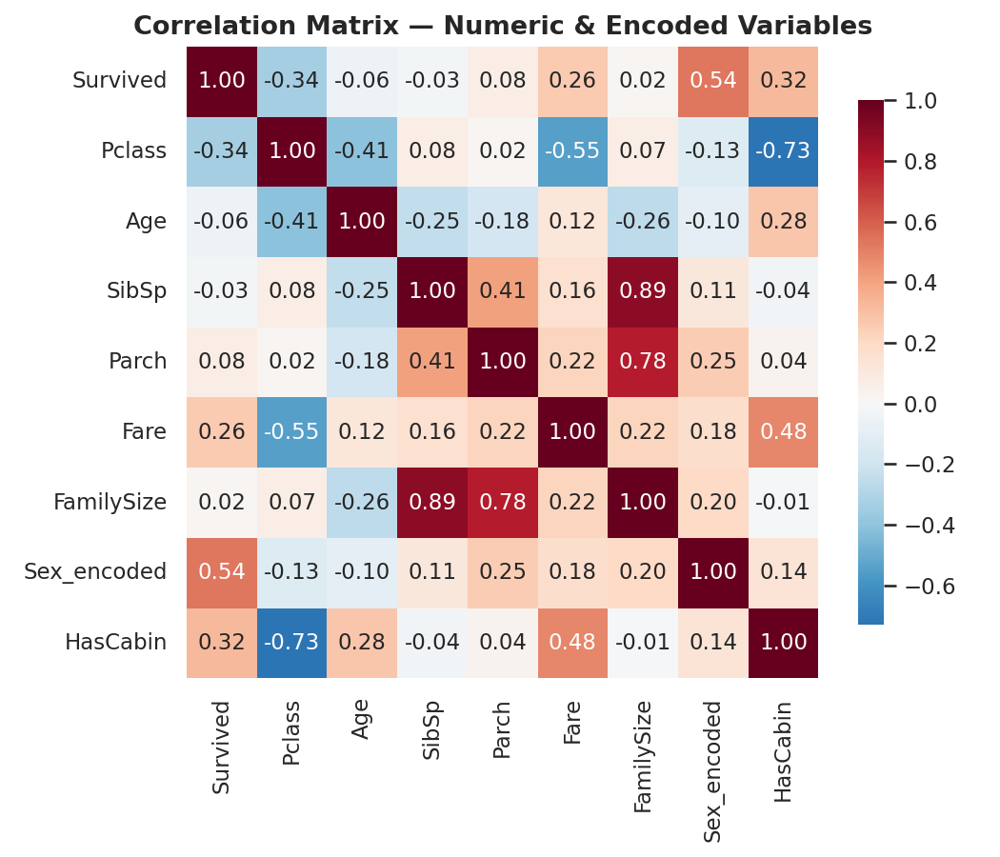 Correlation Matrix — Numeric & Encoded Variables
Survived 1.00 -0.34 -0.06 -0.03 0.08 0.26 0.02 0.54 0.32
Pclass -0.34 1.00 -0.41 0.08 0.02 -0.55 0.07 -0.13 -0.73
Age -0.06 -0.41 1.00 -0.25 -0.18 0.12 -0.26 -0.10 0.28
SibSp -0.03 0.08 -0.25 1.00 0.41 0.16 0.89 0.11 -0.04
Parch 0.08 0.02 -0.18 0.41 1.00 0.22 0.78 0.25 0.04
Fare 0.26 -0.55 0.12 0.16 0.22 1.00 0.22 0.18 0.48
FamilySize 0.02 0.07 -0.26 0.89 0.78 0.22 1.00 0.20 -0.01
Sex_encoded 0.54 -0.13 -0.10 0.11 0.25 0.18 0.20 1.00 0.14
HasCabin 0.32 -0.73 0.28 -0.04 0.04 0.48 -0.01 0.14 1.00
Survived
Pclass
Age
SibSp
Parch
Fare
FamilySize
Sex_encoded
HasCabin
1.0
0.8
0.6
0.4
0.2
0.0
−0.2
−0.4
−0.6